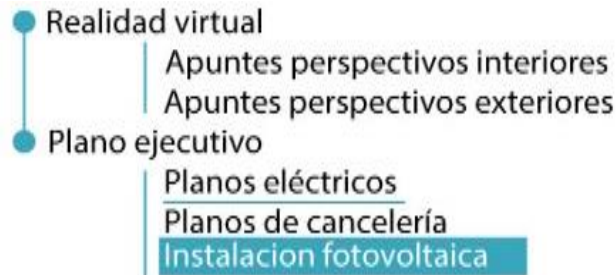 Realidad virtual
Apuntes perspectivos interiores
Apuntes perspectivos exteriores
Plano ejecutivo
Planos eléctricos
Planos de cancelería
Instalacion fotovoltaica